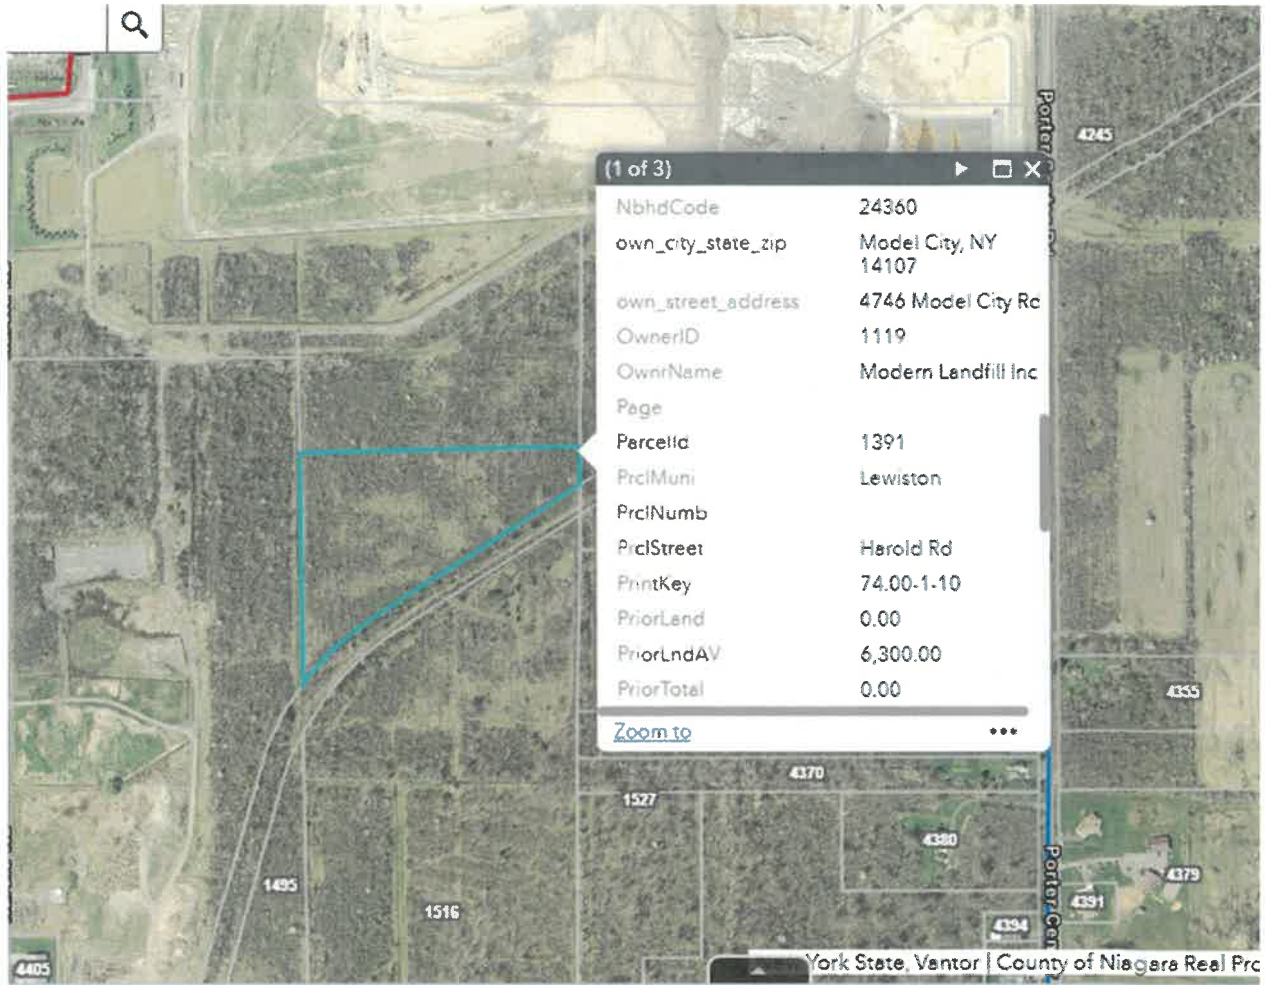 4245
(1 of 3)
NbhdCode 24360
own_city_state_zip Model City, NY
14107
own_street_address 4746 Model City Rd
OwnerID 1119
OwnrName Modern Landfill Inc
Page
ParcelId 1391
PrclMuni Lewiston
PrclNumb
PrclStreet Harold Rd
PrintKey 74.00-1-10
PriorLand 0.00
PriorLndAV 6,300.00
PriorTotal 0.00
Zoom to
Porter
4355
4370
1527
4380
4379
1495
4391
1516
4394
Porter Cen
4405
York State, Vantor | County of Niagara Real Pro